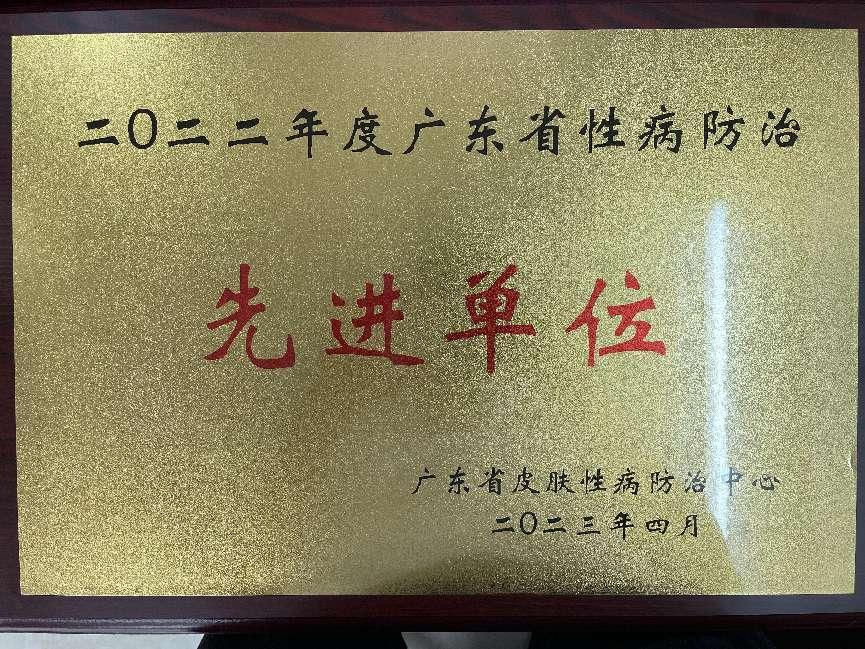 二〇二二年度广东省性病防治
先进单位
广东省皮肤性病防治中心
二〇二三年四月